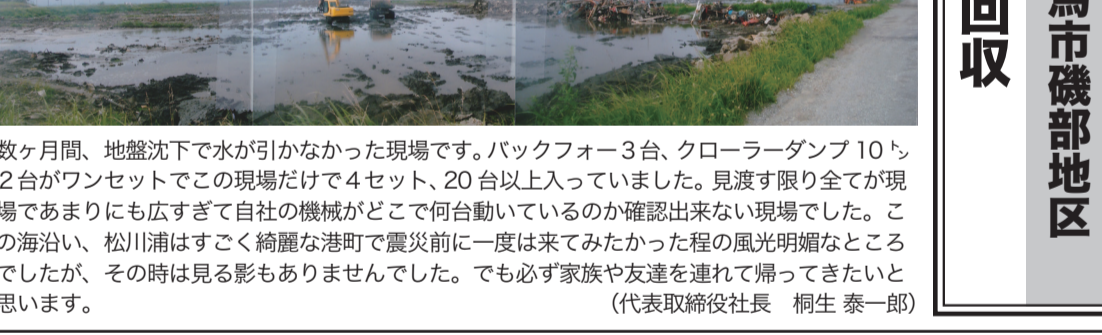 数ヶ月間、地盤沈下で水が引かなかった現場です。バックフォー3台、クローラーダンプ 10 ㌧
2台がワンセットでこの現場だけで4セット、20 台以上入っていました。見渡す限り全てが現
場であまりにも広すぎて自社の機械がどこで何台動いているのか確認出来ない現場でした。こ
の海沿い、松川浦はすごく綺麗な港町で震災前に一度は来てみたかった程の風光明媚なところ
でしたが、その時は見る影もありませんでした。でも必ず家族や友達を連れて帰ってきたいと
思います。
（代表取締役社長　桐生 泰一郎）
馬市磯部地区
回収